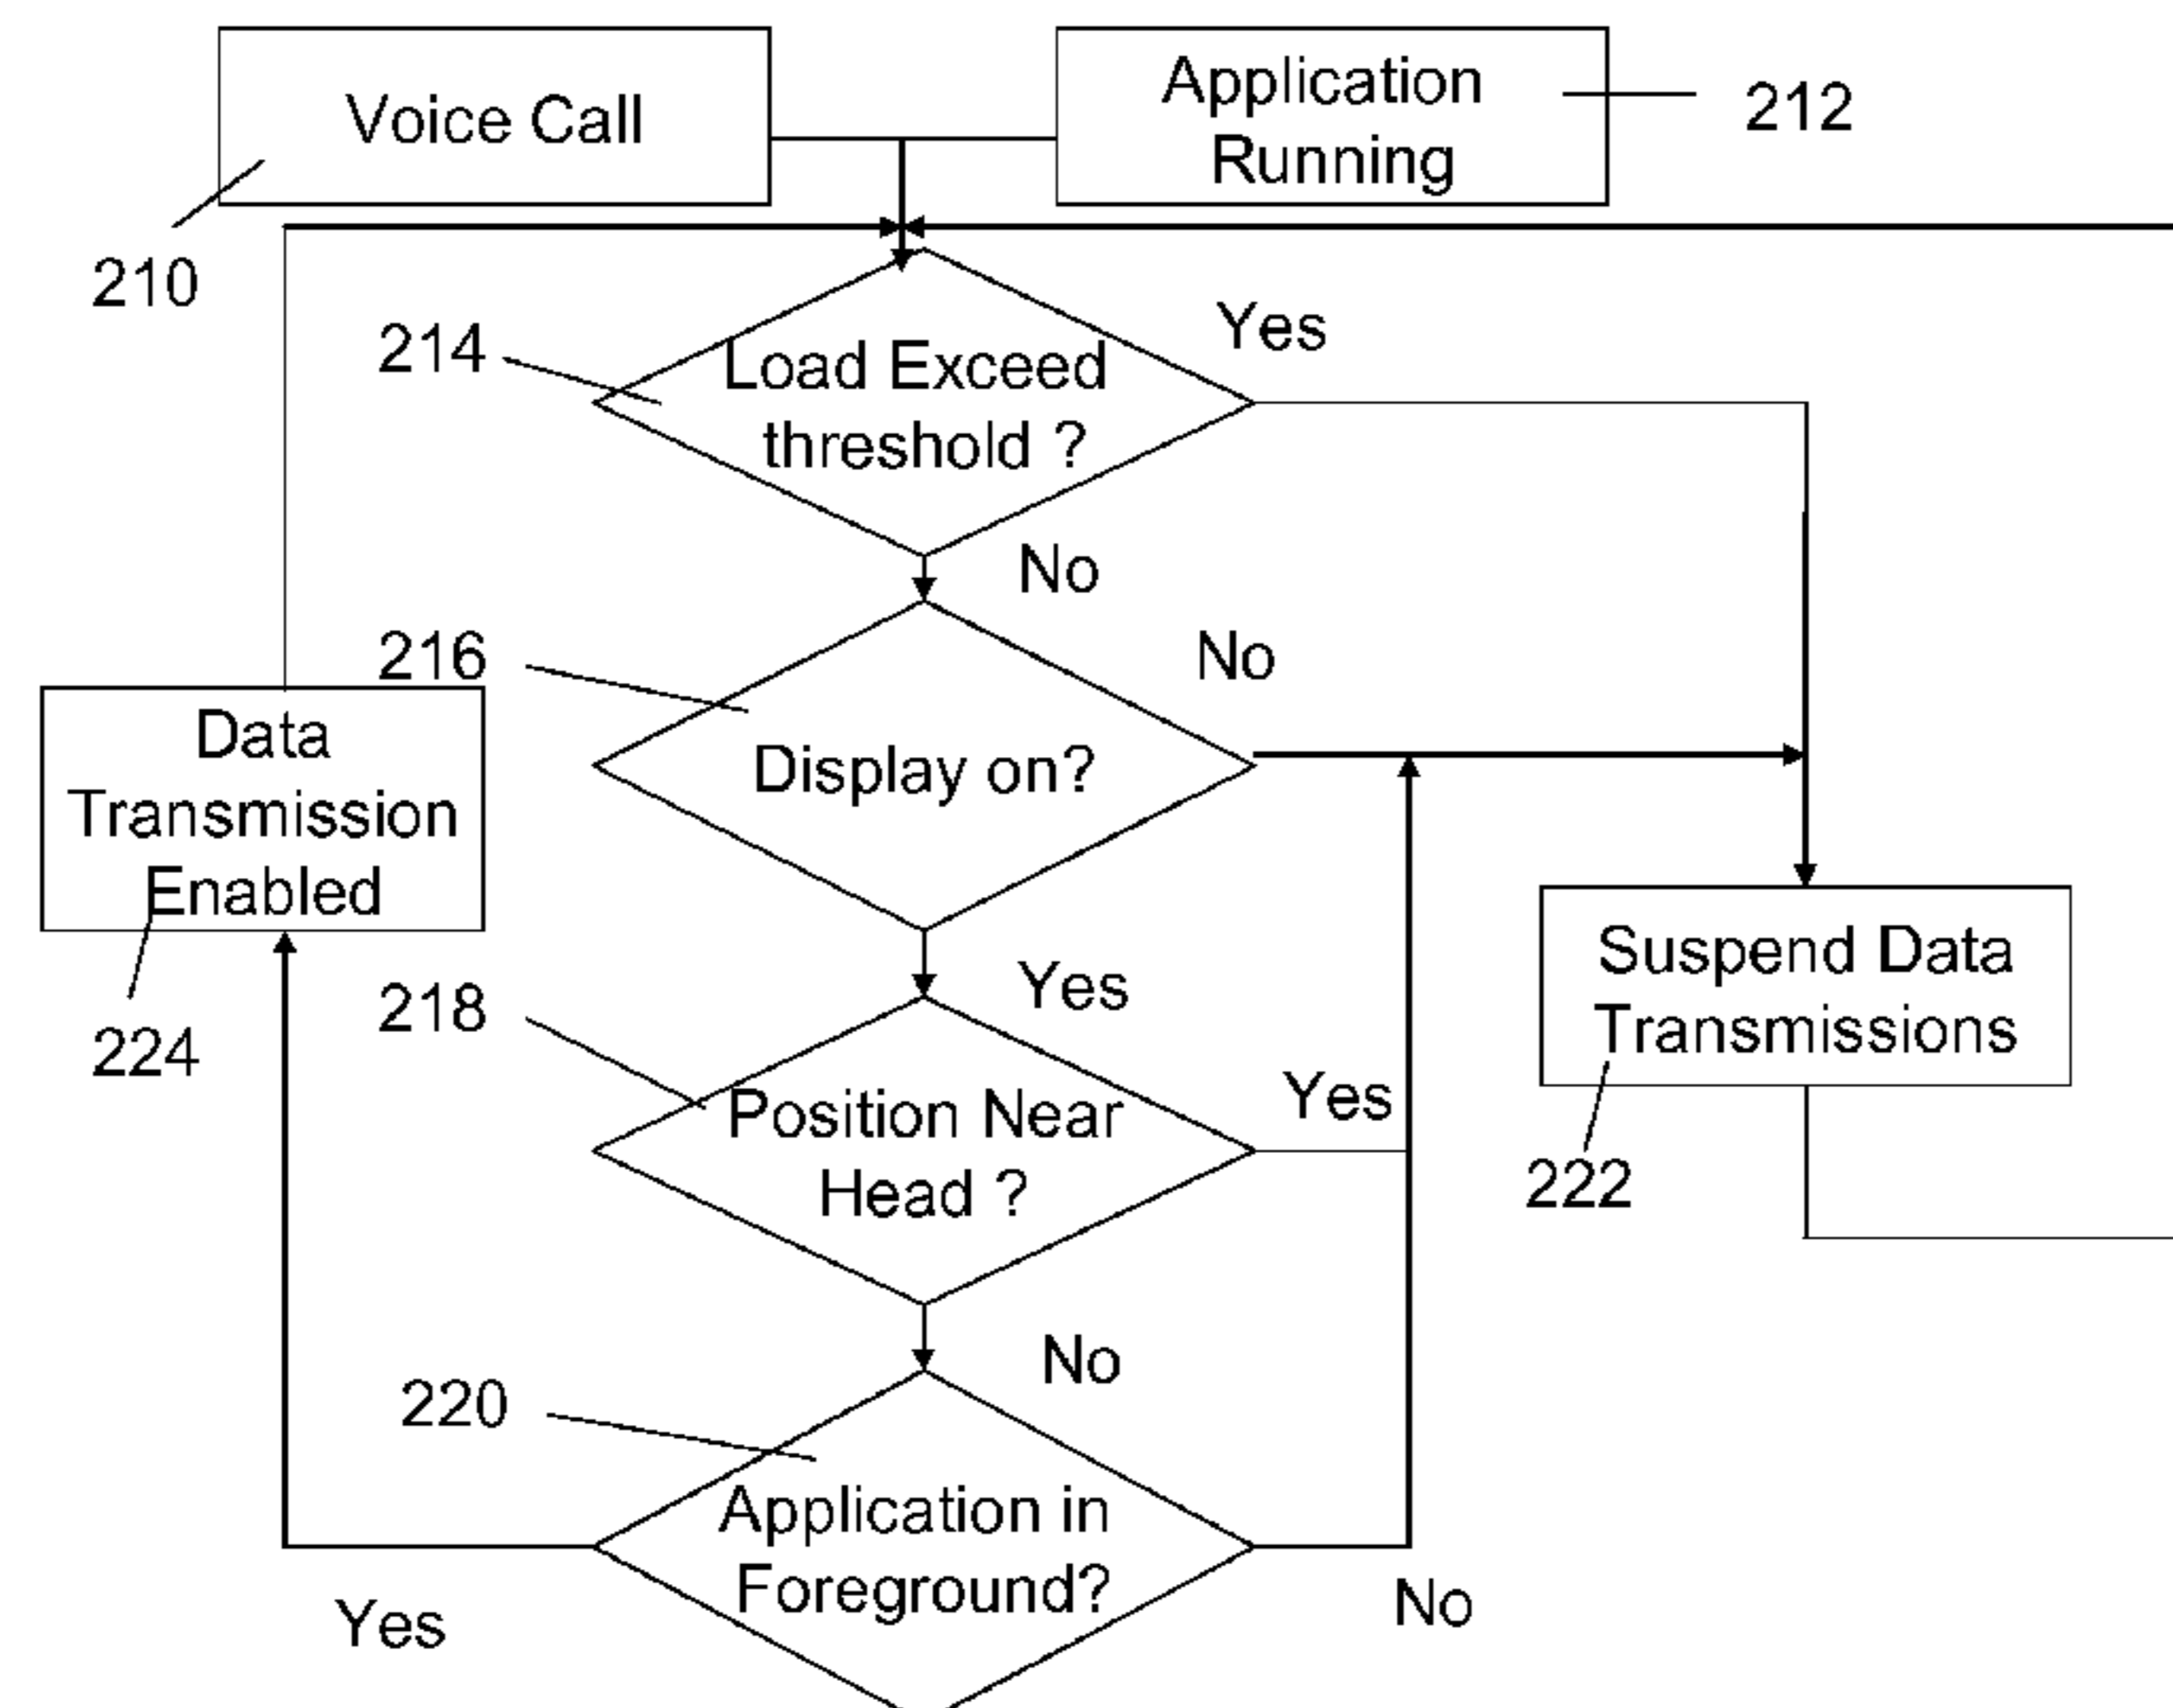 Voice Call
Application
Running
212
210
214
Load Exceed
threshold ?
Yes
No
216
Display on?
No
Data
Transmission
Enabled
224
Yes
Suspend Data
Transmissions
222
218
Position Near
Head ?
Yes
No
220
Application in
Foreground?
Yes
No